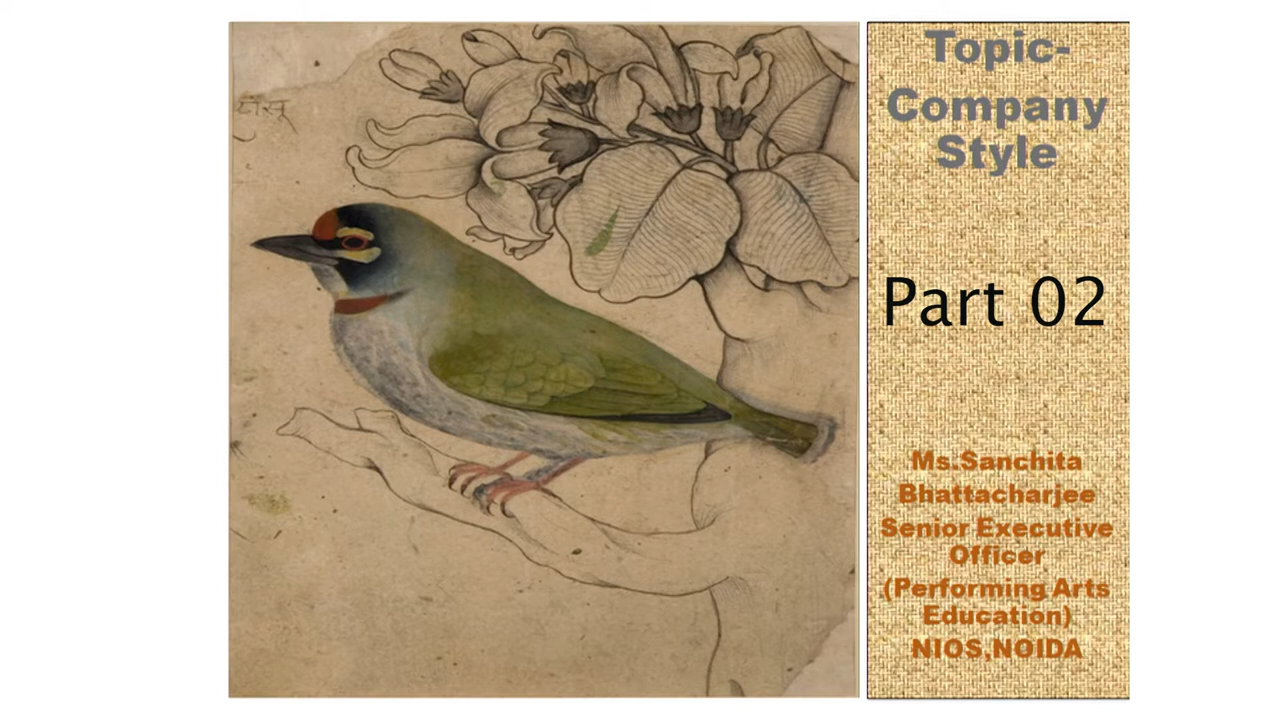 Topic-
Company
Style
Part 02
Ms.Sanchita
Bhattacharjee
Senior Executive
Officer
(Performing Arts
Education)
NIOS,NOIDA